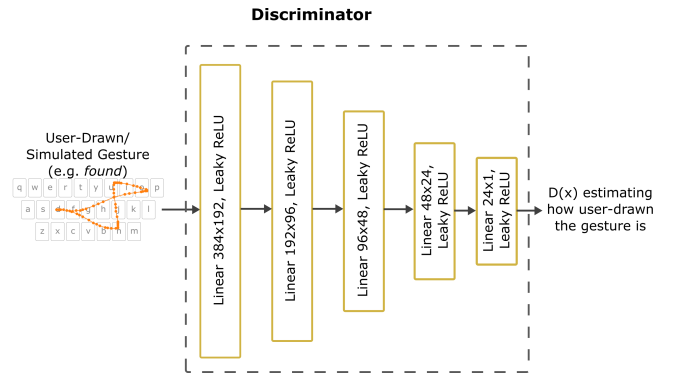 Discriminator
User-Drawn/
Simulated Gesture
(e.g. found)
q w e r t y u i o p
a s d f g h j k l
z x c v b n m
Linear 384x192, Leaky ReLU
Linear 192x96, Leaky ReLU
Linear 96x48, Leaky ReLU
Linear 48x24,
Leaky ReLU
Linear 24x1,
Leaky ReLU
D(x) estimating
how user-drawn
the gesture is